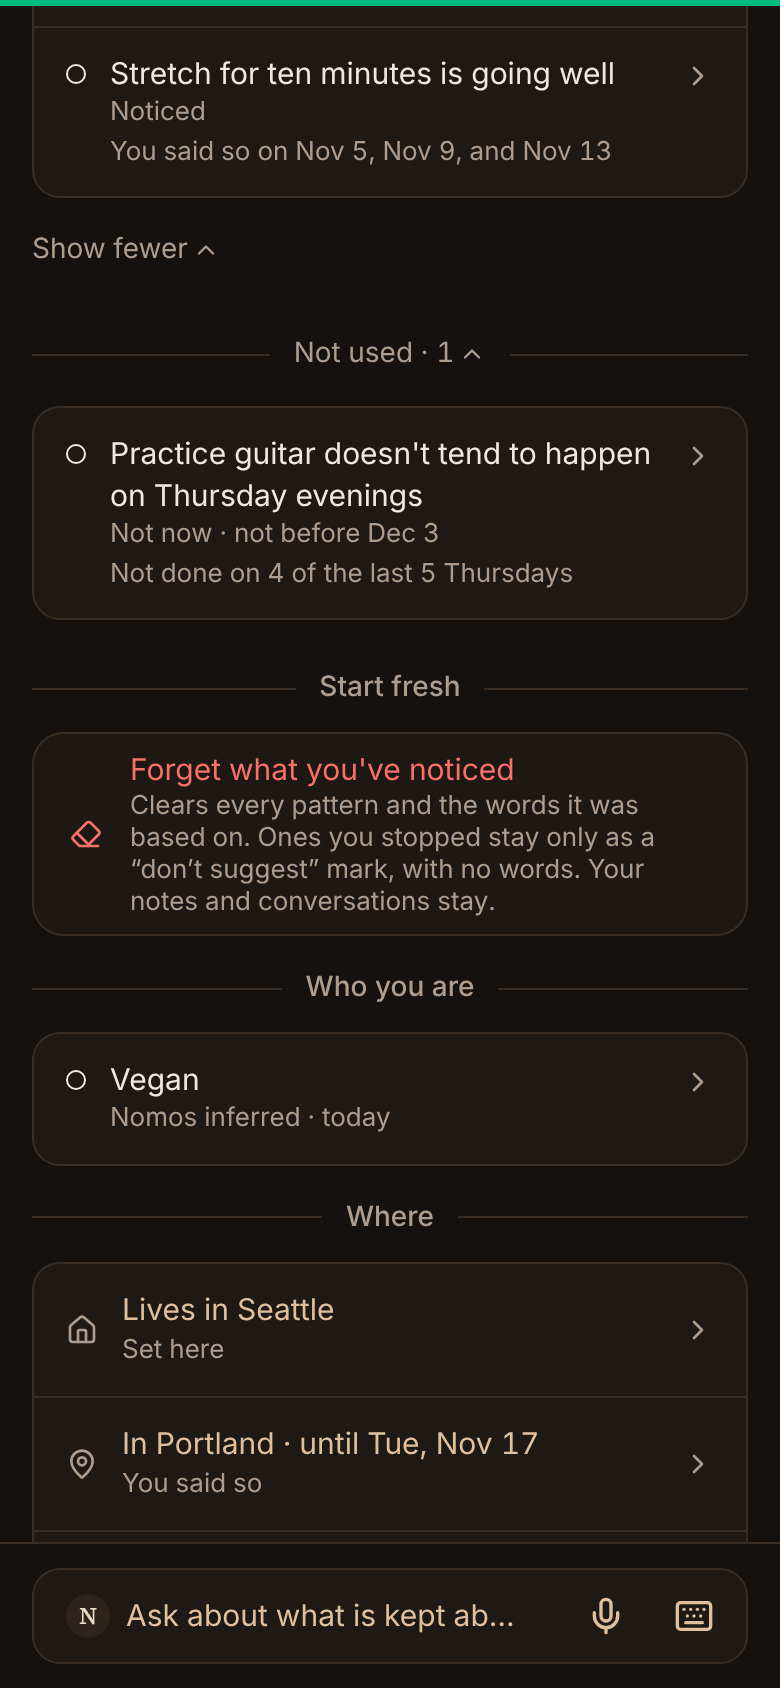 Stretch for ten minutes is going well
Noticed
You said so on Nov 5, Nov 9, and Nov 13
Show fewer
Not used · 1
Practice guitar doesn't tend to happen
on Thursday evenings
Not now · not before Dec 3
Not done on 4 of the last 5 Thursdays
Start fresh
Forget what you've noticed
Clears every pattern and the words it was
based on. Ones you stopped stay only as a
“don’t suggest” mark, with no words. Your
notes and conversations stay.
Who you are
Vegan
Nomos inferred · today
Where
Lives in Seattle
Set here
In Portland · until Tue, Nov 17
You said so
N Ask about what is kept ab...